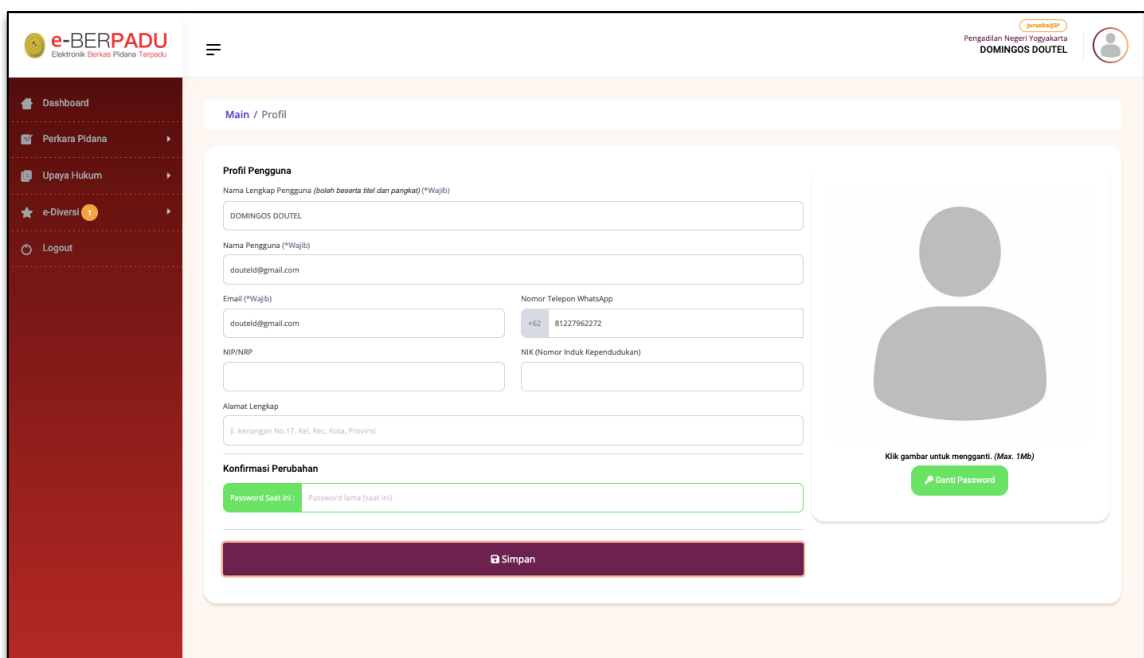 e-BERPADU
Elektronik Berkas Pidana Terpadu
Jurusita/JSP
Pengadilan Negeri Yogyakarta
DOMINGOS DOUTEL
Dashboard
Perkara Pidana
Upaya Hukum
e-Diversi 1
Logout
Main / Profil
Profil Pengguna
Nama Lengkap Pengguna (boleh beserta titel dan pangkat) (*Wajib)
DOMINGOS DOUTEL
Nama Pengguna (*Wajib)
douteld@gmail.com
Email (*Wajib) Nomor Telepon WhatsApp
douteld@gmail.com +62 81227962272
NIP/NRP NIK (Nomor Induk Kependudukan)
Alamat Lengkap
Jl. kenangan No.17, Kel, Kec, Kota, Provinsi
Konfirmasi Perubahan
Password Saat Ini : Password lama (saat ini)
Simpan
Klik gambar untuk mengganti. (Max. 1Mb)
Ganti Password